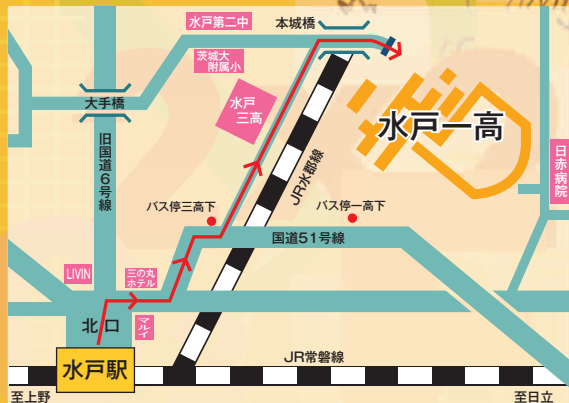 水戸第二中
本城橋
茨城大
附属小
水戸
三高
大手橋
水戸一高
旧国道6号線
JR水郡線
日赤病院
バス停三高下
バス停一高下
国道51号線
LIVIN
三の丸
ホテル
北口
マルイ
JR常磐線
水戸駅
至上野
至日立